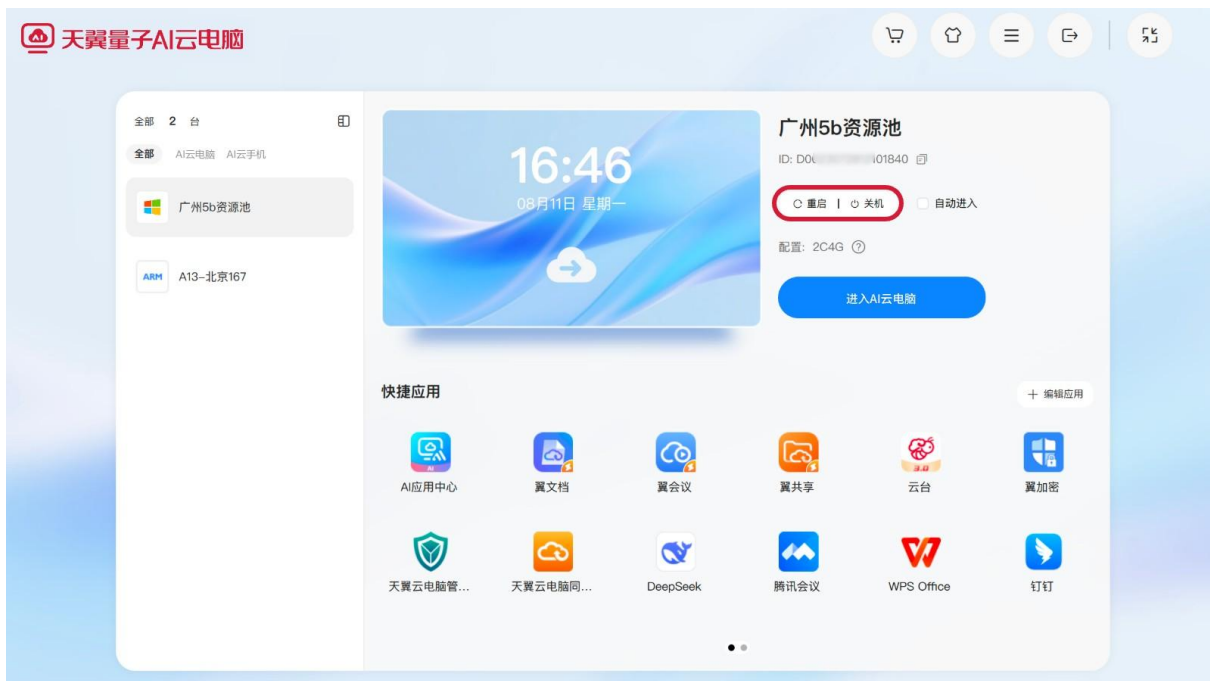 天翼量子AI云电脑
全部 2 台
全部 AI云电脑 AI云手机
广州5b资源池
ARM A13-北京167
16:46
08月11日 星期一
广州5b资源池
ID: D0 01840
重启 | 关机 自动进入
配置: 2C4G
进入AI云电脑
快捷应用
编辑应用
AI应用中心 翼文档 翼会议 翼共享 云台 翼加密
天翼云电脑管... 天翼云电脑同... DeepSeek 腾讯会议 WPS Office 钉钉